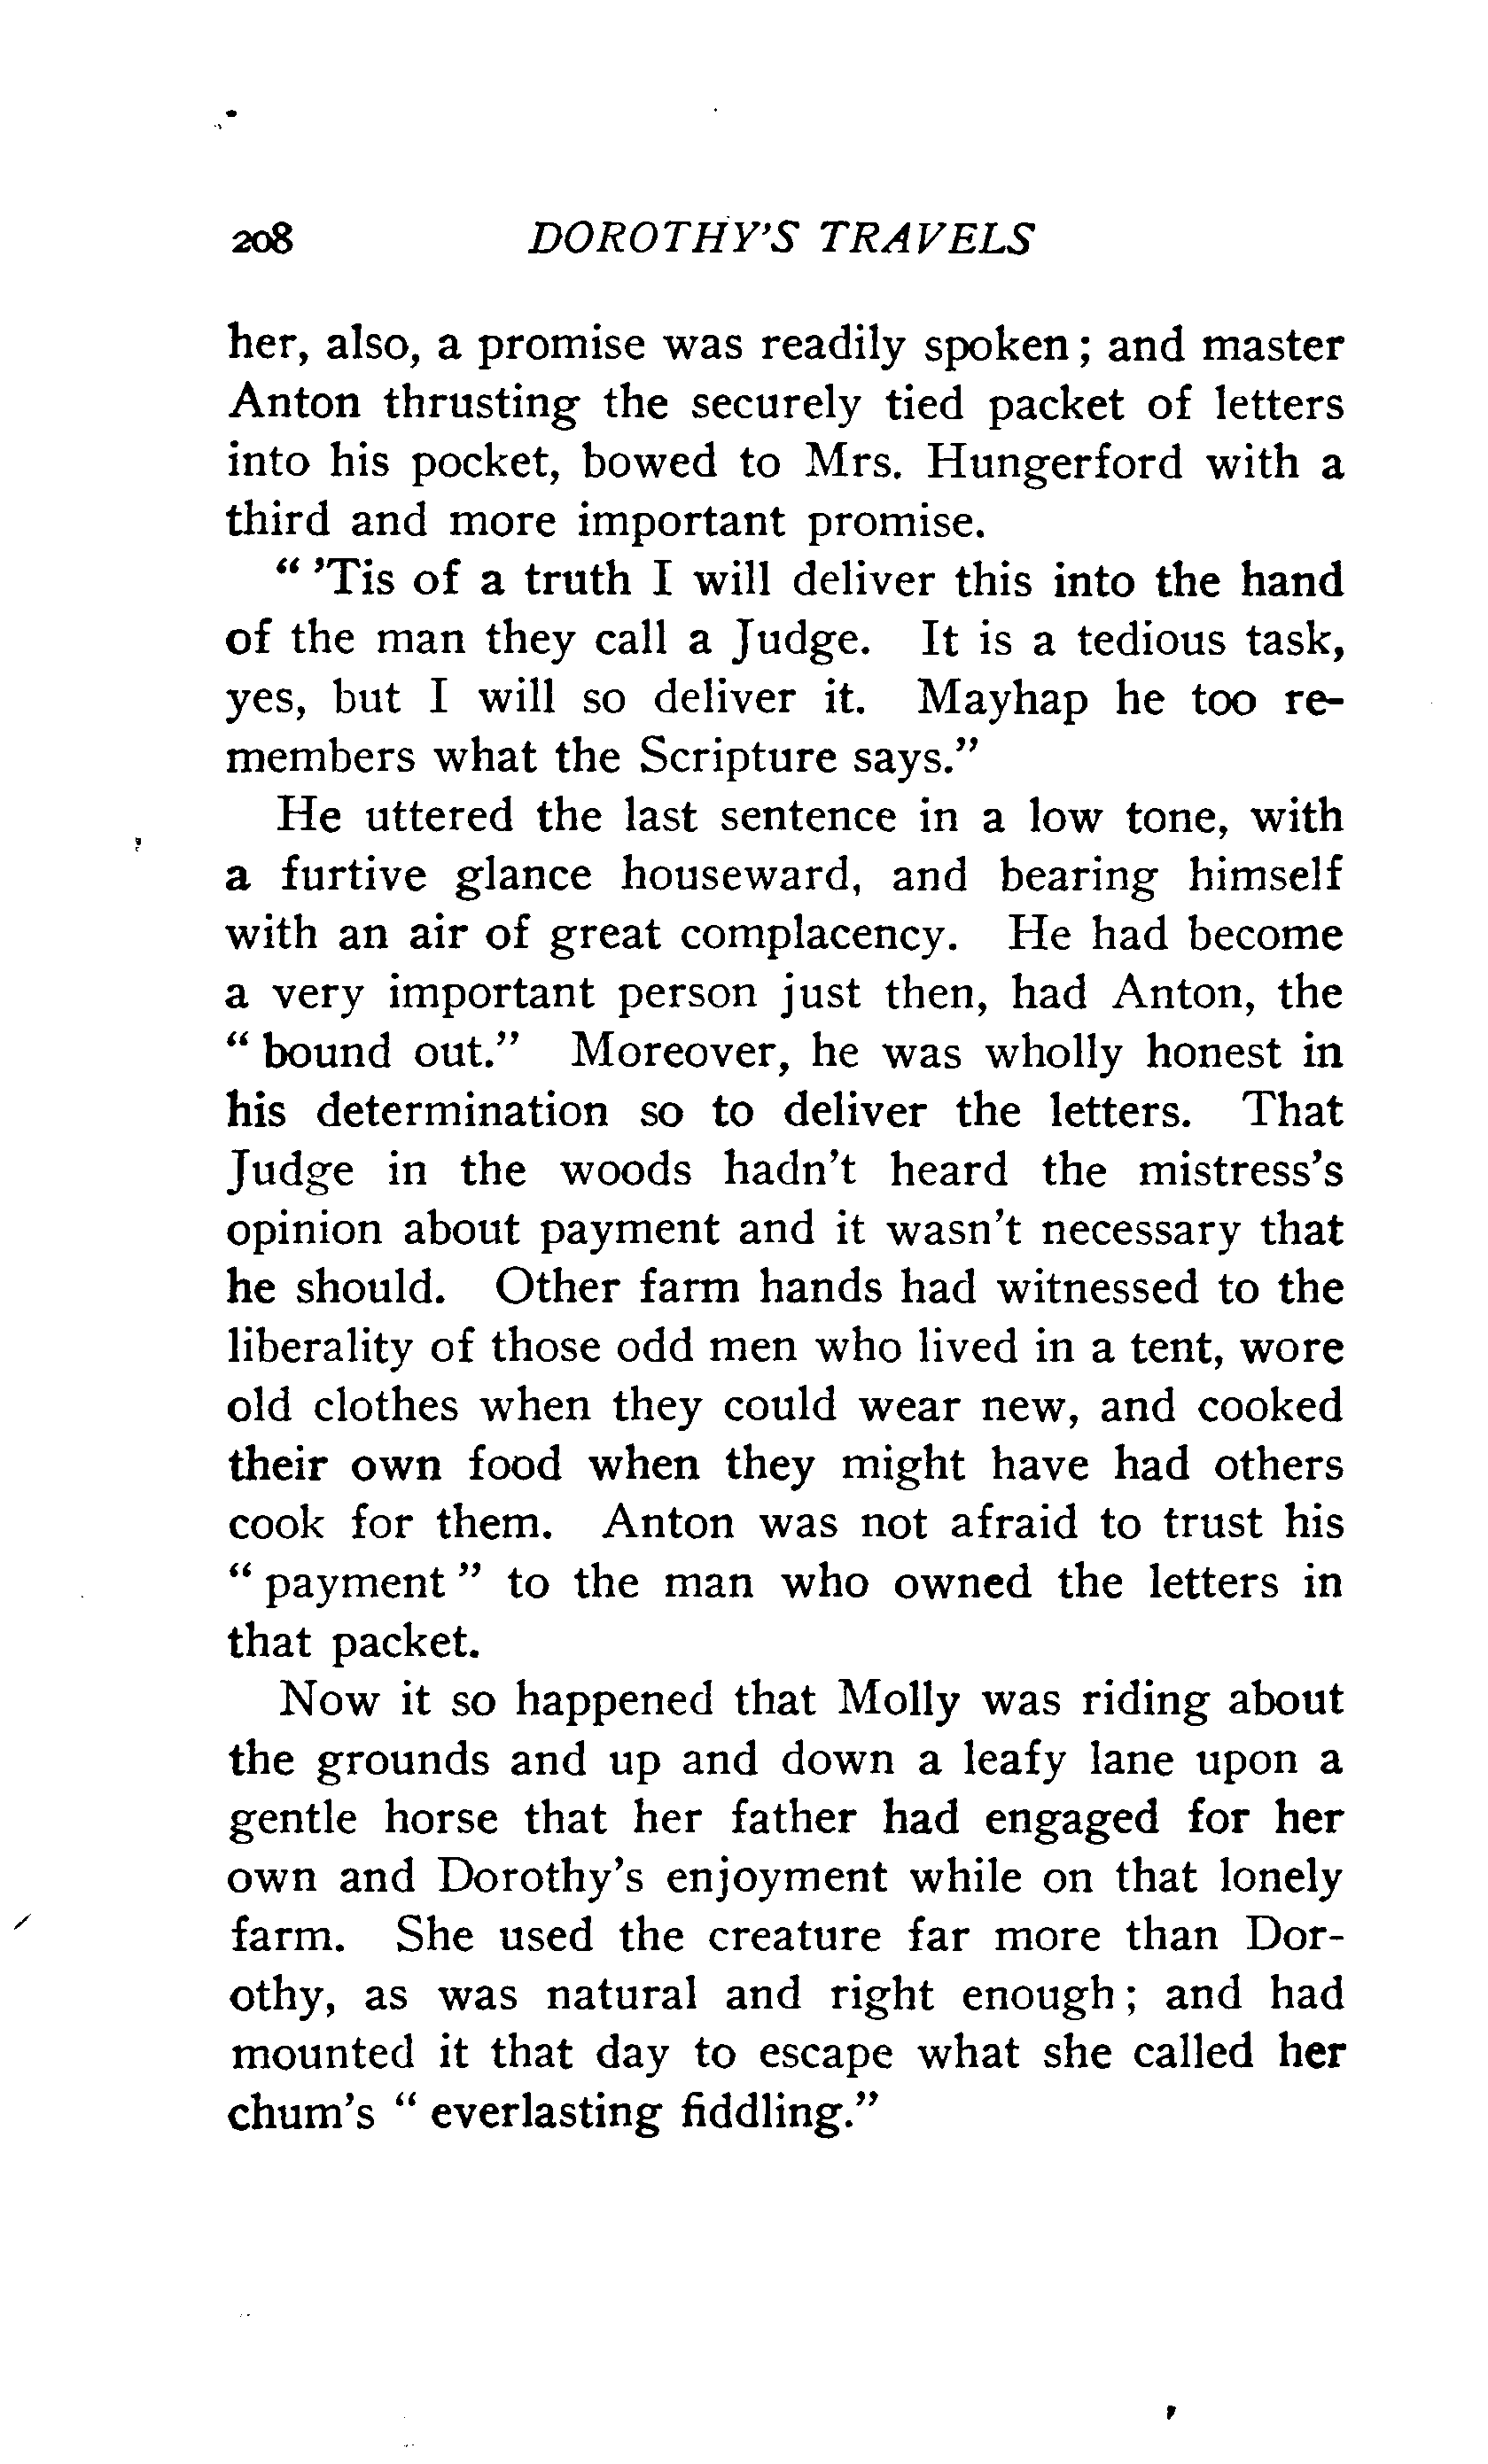 208 DOROTHY'S TRAVELS
her, also, a promise was readily spoken; and master
Anton thrusting the securely tied packet of letters
into his pocket, bowed to Mrs. Hungerford with a
third and more important promise.
" 'Tis of a truth I will deliver this into the hand
of the man they call a Judge. It is a tedious task,
yes, but I will so deliver it. Mayhap he too re-
members what the Scripture says."
He uttered the last sentence in a low tone, with
a furtive glance houseward, and bearing himself
with an air of great complacency. He had become
a very important person just then, had Anton, the
" bound out." Moreover, he was wholly honest in
his determination so to deliver the letters. That
Judge in the woods hadn't heard the mistress's
opinion about payment and it wasn't necessary that
he should. Other farm hands had witnessed to the
liberality of those odd men who lived in a tent, wore
old clothes when they could wear new, and cooked
their own food when they might have had others
cook for them. Anton was not afraid to trust his
" payment " to the man who owned the letters in
that packet.
Now it so happened that Molly was riding about
the grounds and up and down a leafy lane upon a
gentle horse that her father had engaged for her
own and Dorothy's enjoyment while on that lonely
farm. She used the creature far more than Dor-
othy, as was natural and right enough; and had
mounted it that day to escape what she called her
chum's " everlasting fiddling."